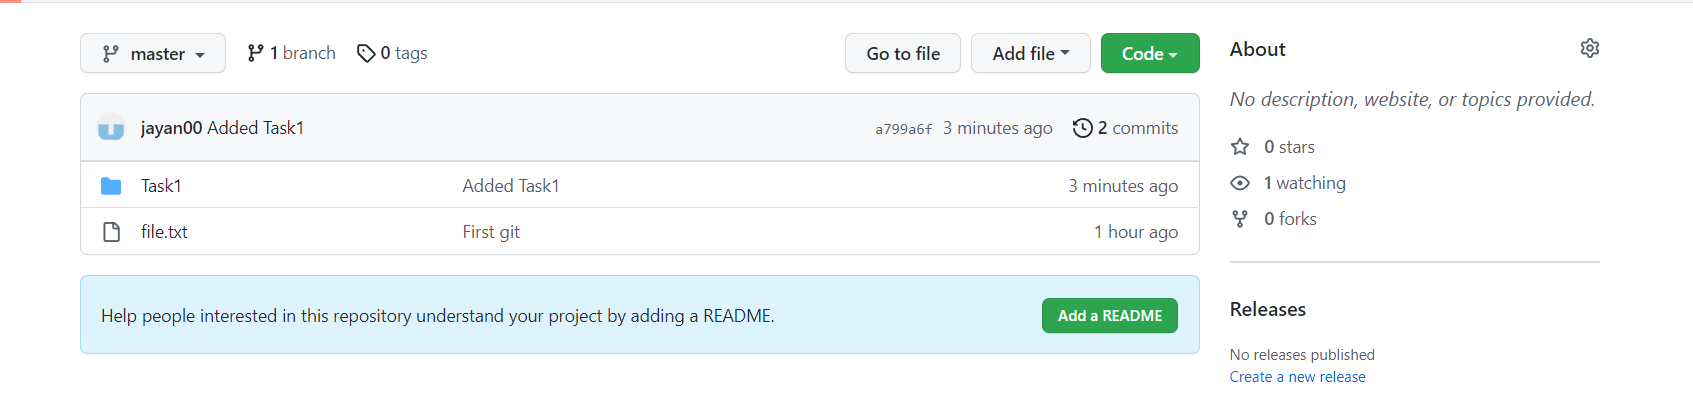 master 1 branch 0 tags Go to file Add file Code
jayan00 Added Task1 a799a6f 3 minutes ago 2 commits
Task1 Added Task1 3 minutes ago
file.txt First git 1 hour ago
Help people interested in this repository understand your project by adding a README. Add a README
About
No description, website, or topics provided.
0 stars
1 watching
0 forks
Releases
No releases published
Create a new release